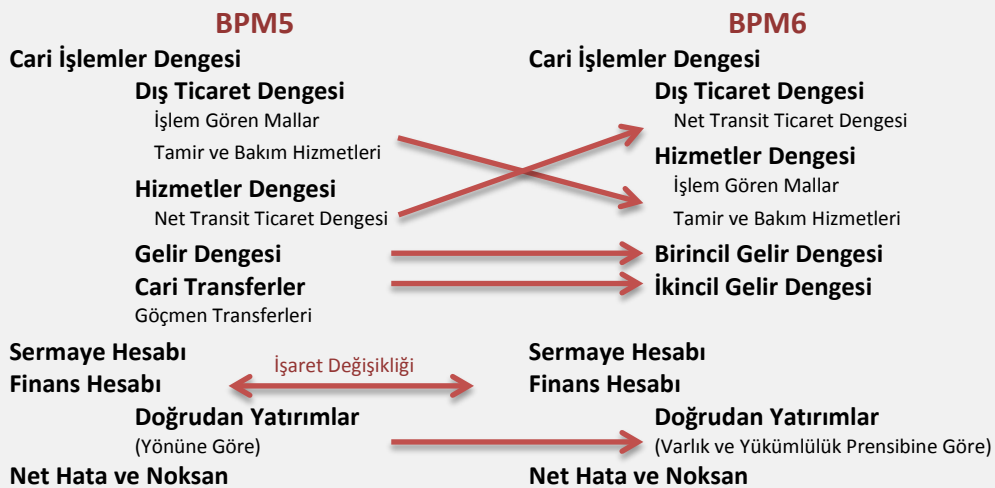 BPM5
Cari İşlemler Dengesi
Dış Ticaret Dengesi
İşlem Gören Mallar
Tamir ve Bakım Hizmetleri
Hizmetler Dengesi
Net Transit Ticaret Dengesi
Gelir Dengesi
Cari Transferler
Göçmen Transferleri
Sermaye Hesabı
Finans Hesabı
İşaret Değişikliği
Doğrudan Yatırımlar
(Yönüne Göre)
Net Hata ve Noksan
BPM6
Cari İşlemler Dengesi
Dış Ticaret Dengesi
Net Transit Ticaret Dengesi
Hizmetler Dengesi
İşlem Gören Mallar
Tamir ve Bakım Hizmetleri
Birincil Gelir Dengesi
İkincil Gelir Dengesi
Sermaye Hesabı
Finans Hesabı
Doğrudan Yatırımlar
(Varlık ve Yükümlülük Prensibine Göre)
Net Hata ve Noksan